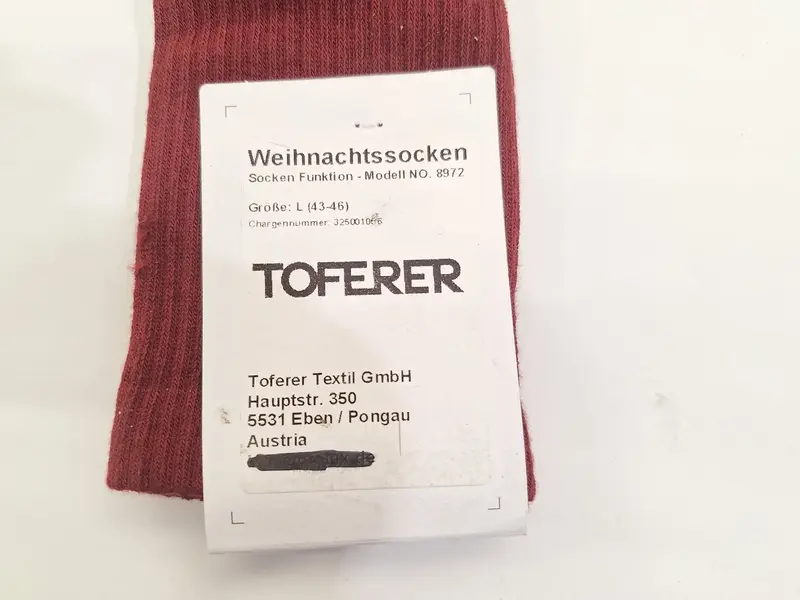 Weihnachtssocken
Socken Funktion - Modell NO. 8972
Größe: L (43-46)
Chargennummer:
TOFERER
Toferer Textil GmbH
Hauptstr. 350
5531 Eben / Pongau
Austria